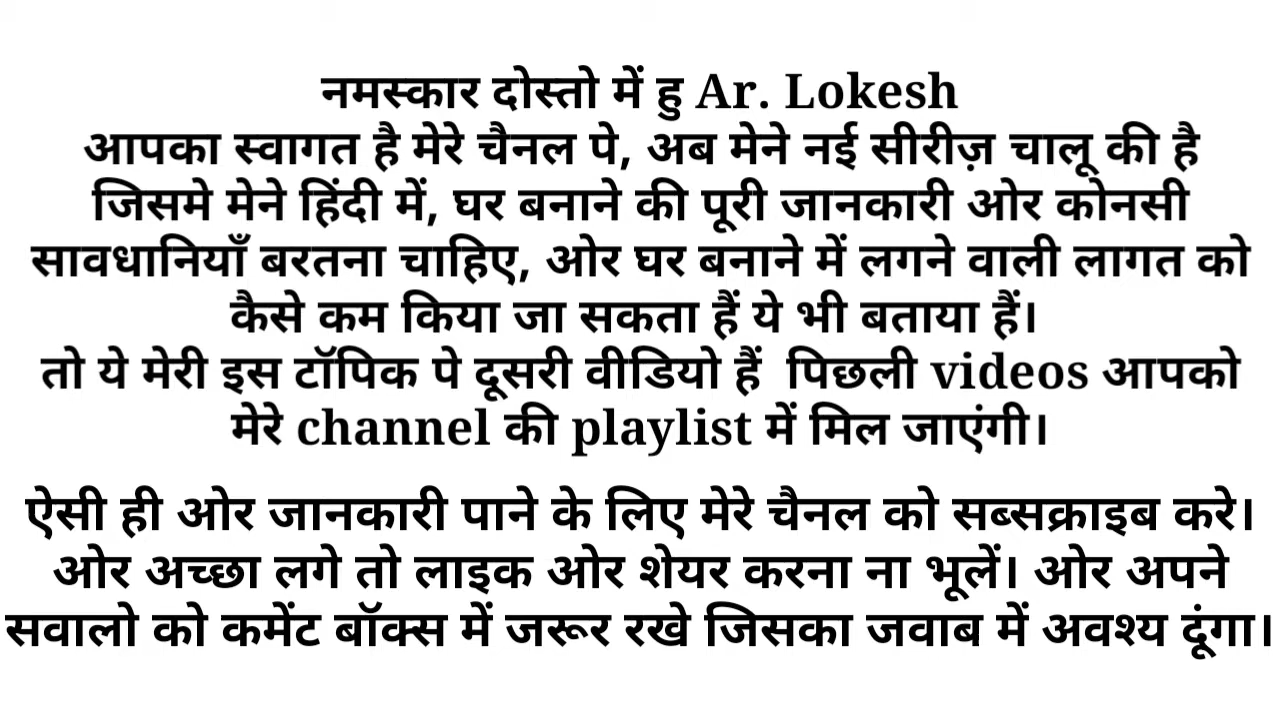 नमस्कार दोस्तो में हु Ar. Lokesh
आपका स्वागत है मेरे चैनल पे, अब मेने नई सीरीज़ चालू की है
जिसमे मेने हिंदी में, घर बनाने की पूरी जानकारी ओर कोनसी
सावधानियाँ बरतना चाहिए, ओर घर बनाने में लगने वाली लागत को
कैसे कम किया जा सकता हैं ये भी बताया हैं।
तो ये मेरी इस टॉपिक पे दूसरी वीडियो हैं पिछली videos आपको
मेरे channel की playlist में मिल जाएंगी।
ऐसी ही ओर जानकारी पाने के लिए मेरे चैनल को सब्सक्राइब करे।
ओर अच्छा लगे तो लाइक ओर शेयर करना ना भूलें। ओर अपने
सवालो को कमेंट बॉक्स में जरूर रखे जिसका जवाब में अवश्य दूंगा।